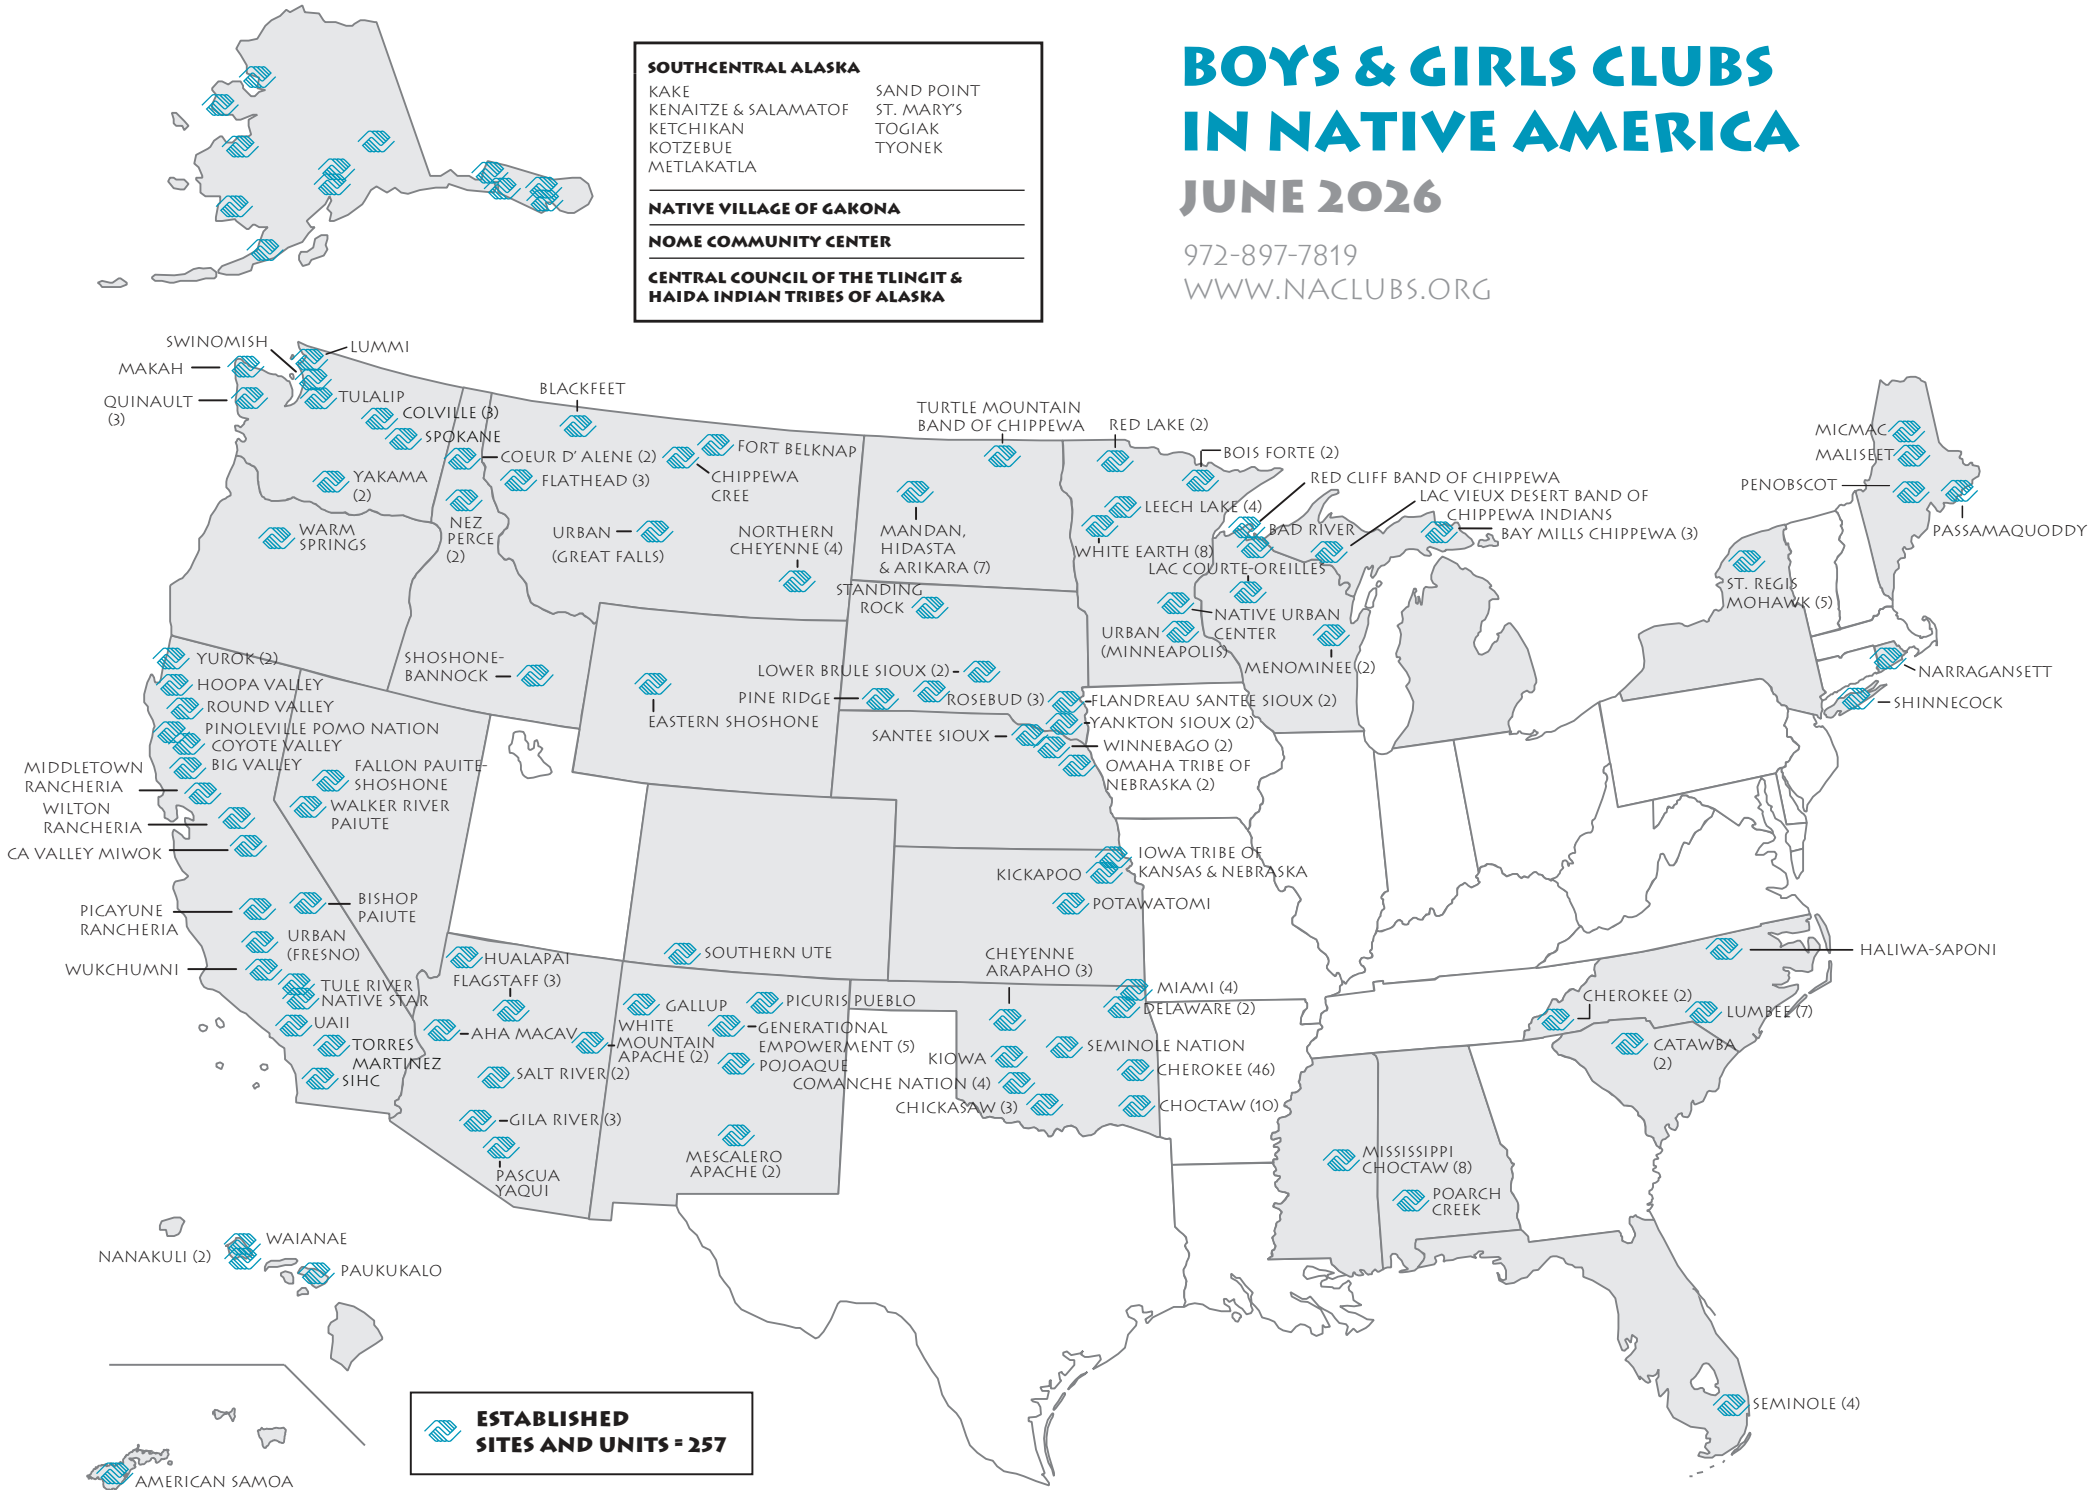 BOYS & GIRLS CLUBS
IN NATIVE AMERICA
JUNE 2026
972-897-7819
WWW.NACLUBS.ORG
SOUTHCENTRAL ALASKA
KAKE
KENAITZE & SALAMATOF
KETCHIKAN
KOTZEBUE
METLAKATLA
SAND POINT
ST. MARY'S
TOGIAK
TYONEK
NATIVE VILLAGE OF GAKONA
NOME COMMUNITY CENTER
CENTRAL COUNCIL OF THE TLINGIT &
HAIDA INDIAN TRIBES OF ALASKA
SWINOMISH
LUMMI
MAKAH
QUINAULT
(3)
TULALIP
COLVILLE (3)
SPOKANE
YAKAMA
(2)
WARM
SPRINGS
COEUR D' ALENE (2)
NEZ
PERCE
(2)
SHOSHONE-
BANNOCK
BLACKFEET
FLATHEAD (3)
FORT BELKNAP
CHIPPEWA
CREE
URBAN
(GREAT FALLS)
NORTHERN
CHEYENNE (4)
EASTERN SHOSHONE
TURTLE MOUNTAIN
BAND OF CHIPPEWA
MANDAN,
HIDASTA
& ARIKARA (7)
STANDING
ROCK
LOWER BRULE SIOUX (2)
PINE RIDGE
ROSEBUD (3)
FLANDREAU SANTEE SIOUX (2)
YANKTON SIOUX (2)
SANTEE SIOUX
WINNEBAGO (2)
OMAHA TRIBE OF
NEBRASKA (2)
RED LAKE (2)
BOIS FORTE (2)
LEECH LAKE (4)
WHITE EARTH (8)
URBAN
(MINNEAPOLIS)
NATIVE URBAN
CENTER
RED CLIFF BAND OF CHIPPEWA
LAC VIEUX DESERT BAND OF
CHIPPEWA INDIANS
BAD RIVER
BAY MILLS CHIPPEWA (3)
LAC COURTE-OREILLES
MENOMINEE (2)
MICMAC
MALISEET
PENOBSCOT
PASSAMAQUODDY
ST. REGIS
MOHAWK (5)
NARRAGANSETT
SHINNECOCK
YUROK (2)
HOOPA VALLEY
ROUND VALLEY
PINOLEVILLE POMO NATION
COYOTE VALLEY
BIG VALLEY
MIDDLETOWN
RANCHERIA
WILTON
RANCHERIA
CA VALLEY MIWOK
FALLON PAUITE-
SHOSHONE
WALKER RIVER
PAIUTE
PICAYUNE
RANCHERIA
BISHOP
PAIUTE
URBAN
(FRESNO)
WUKCHUMNI
TULE RIVER
NATIVE STAR
UAII
TORRES
MARTINEZ
SIHC
HUALAPAI
FLAGSTAFF (3)
AHA MACAV
WHITE
MOUNTAIN
APACHE (2)
SALT RIVER (2)
GILA RIVER (3)
PASCUA
YAQUI
SOUTHERN UTE
GALLUP
PICURIS PUEBLO
GENERATIONAL
EMPOWERMENT (5)
POJOAQUE
MESCALERO
APACHE (2)
IOWA TRIBE OF
KANSAS & NEBRASKA
KICKAPOO
POTAWATOMI
CHEYENNE
ARAPAHO (3)
MIAMI (4)
DELAWARE (2)
SEMINOLE NATION
KIOWA
CHEROKEE (46)
COMANCHE NATION (4)
CHICKASAW (3)
CHOCTAW (10)
HALIWA-SAPONI
CHEROKEE (2)
LUMBEE (7)
CATAWBA
(2)
MISSISSIPPI
CHOCTAW (8)
POARCH
CREEK
SEMINOLE (4)
WAIANAE
NANAKULI (2)
PAUKUKALO
AMERICAN SAMOA
ESTABLISHED
SITES AND UNITS = 257